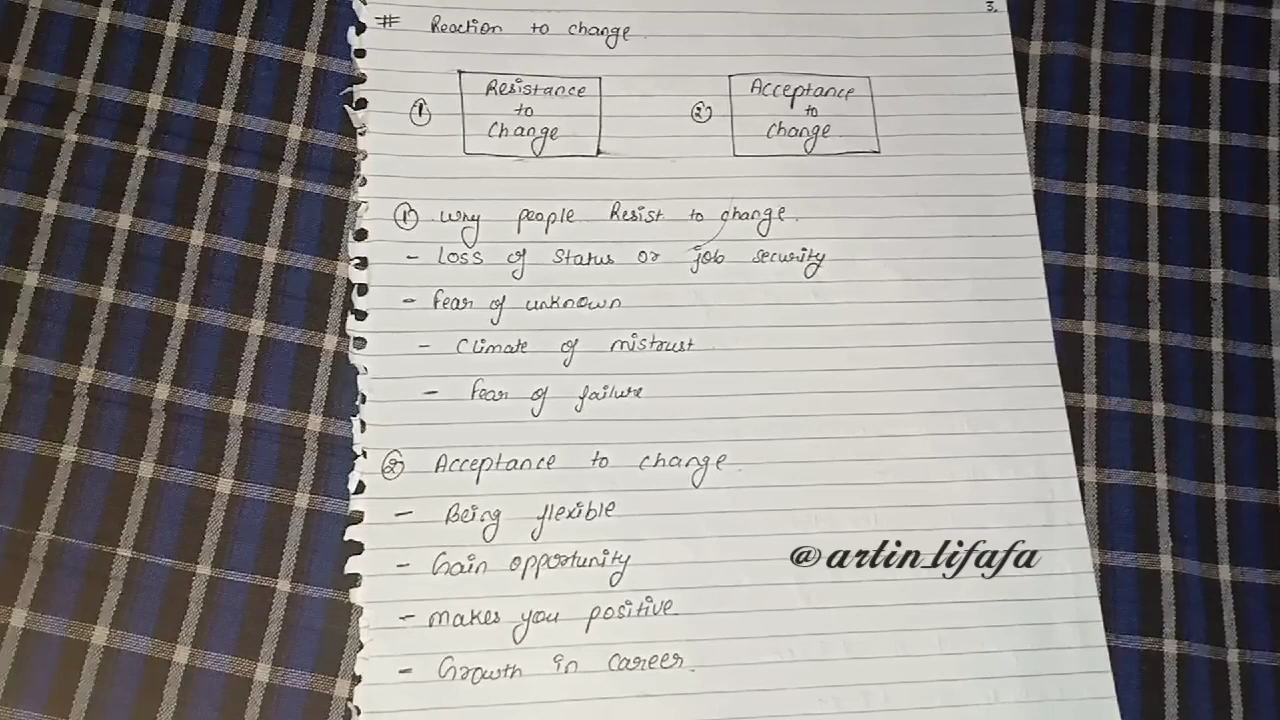 3.
# Reaction to change
① Resistance to Change
② Acceptance to change
① Why people Resist to change.
- Loss of status or job security
- Fear of unknown
- Climate of mistrust
- Fear of failure
② Acceptance to change.
- Being flexible
- Gain opportunity
- makes you positive
- Growth in career.
@artin_lifafa